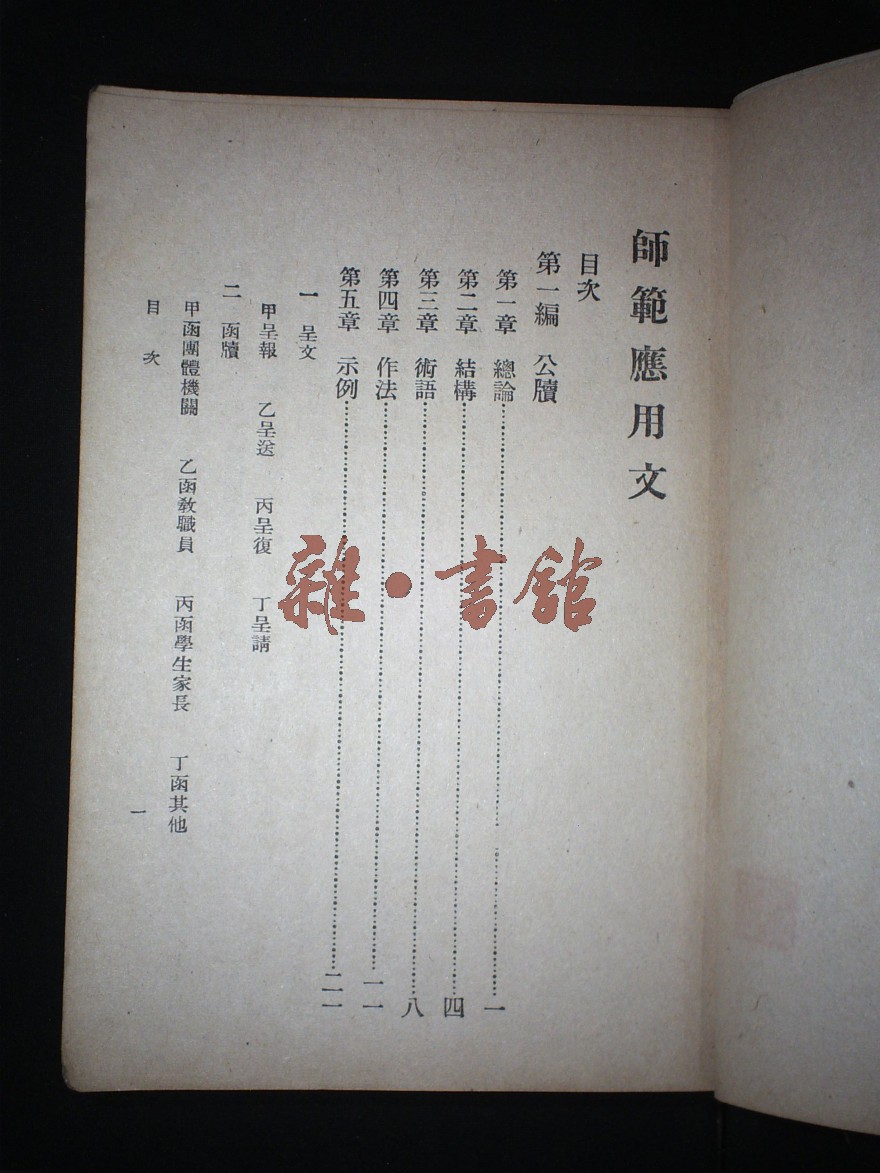 師範應用文
目次
第一編 公牘
第一章 總論……一
第二章 結構……四
第三章 術語……八
第四章 作法……一一
第五章 示例……二一
一 呈文
甲呈報 乙呈送 丙呈復 丁呈請
二 函牘
甲函團體機關 乙函教職員 丙函學生家長 丁函其他
目次 一
雜·書館